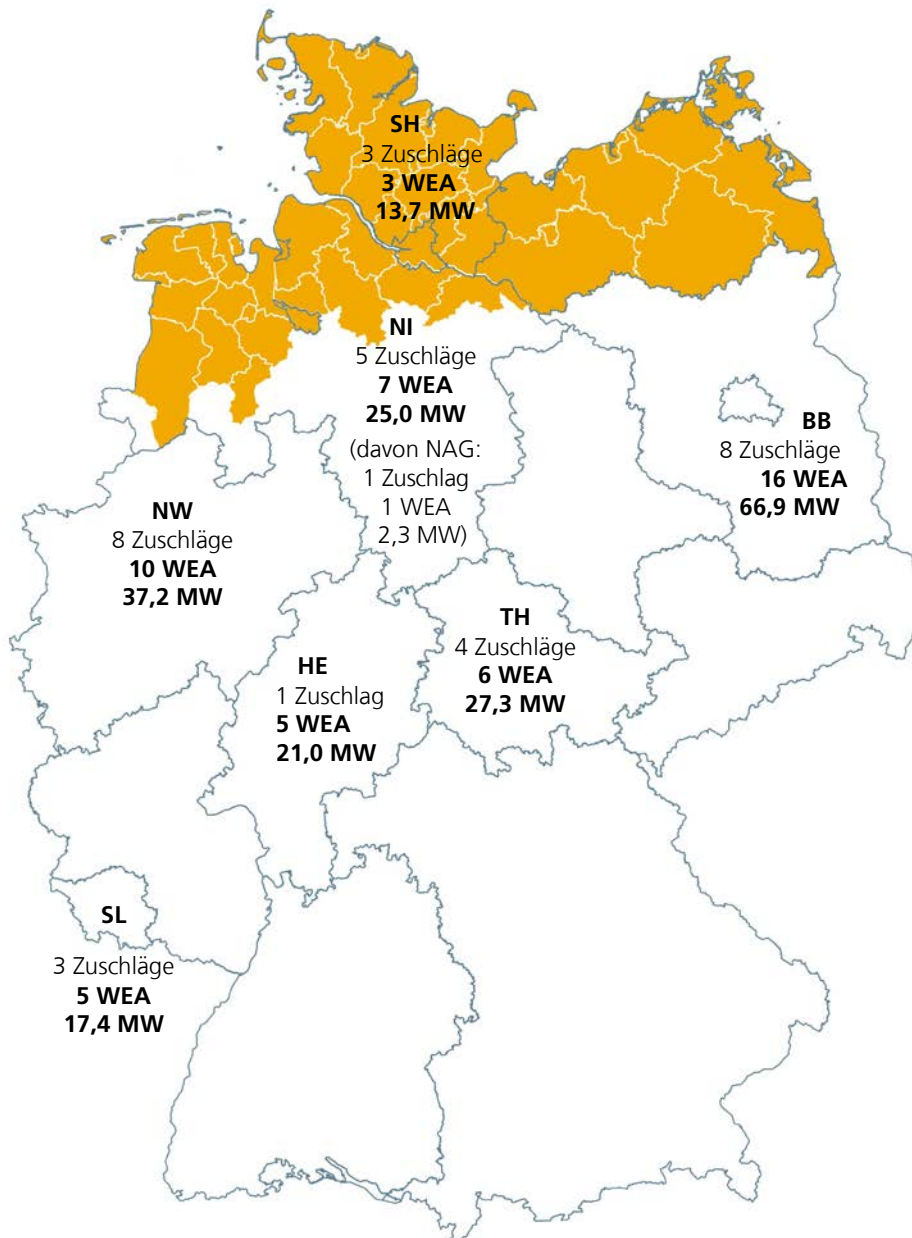 SH
3 Zuschläge
3 WEA
13,7 MW
NI
5 Zuschläge
7 WEA
25,0 MW
(davon NAG:
1 Zuschlag
1 WEA
2,3 MW)
BB
8 Zuschläge
16 WEA
66,9 MW
NW
8 Zuschläge
10 WEA
37,2 MW
TH
4 Zuschläge
6 WEA
27,3 MW
HE
1 Zuschlag
5 WEA
21,0 MW
SL
3 Zuschläge
5 WEA
17,4 MW